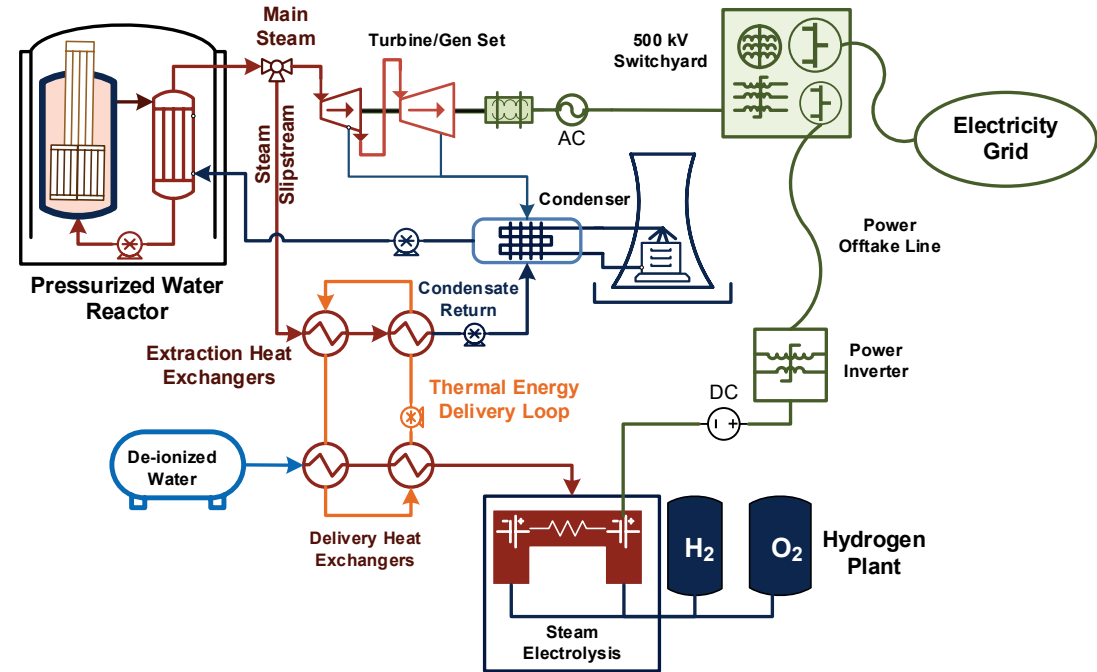 Main
Steam
Turbine/Gen Set
500 kV
Switchyard
AC
Electricity
Grid
Steam
Slipstream
Condenser
Power
Offtake Line
Pressurized Water
Reactor
Condensate
Return
Extraction Heat
Exchangers
Thermal Energy
Delivery Loop
Power
Inverter
DC
De-ionized
Water
Delivery Heat
Exchangers
H2
O2
Hydrogen
Plant
Steam
Electrolysis